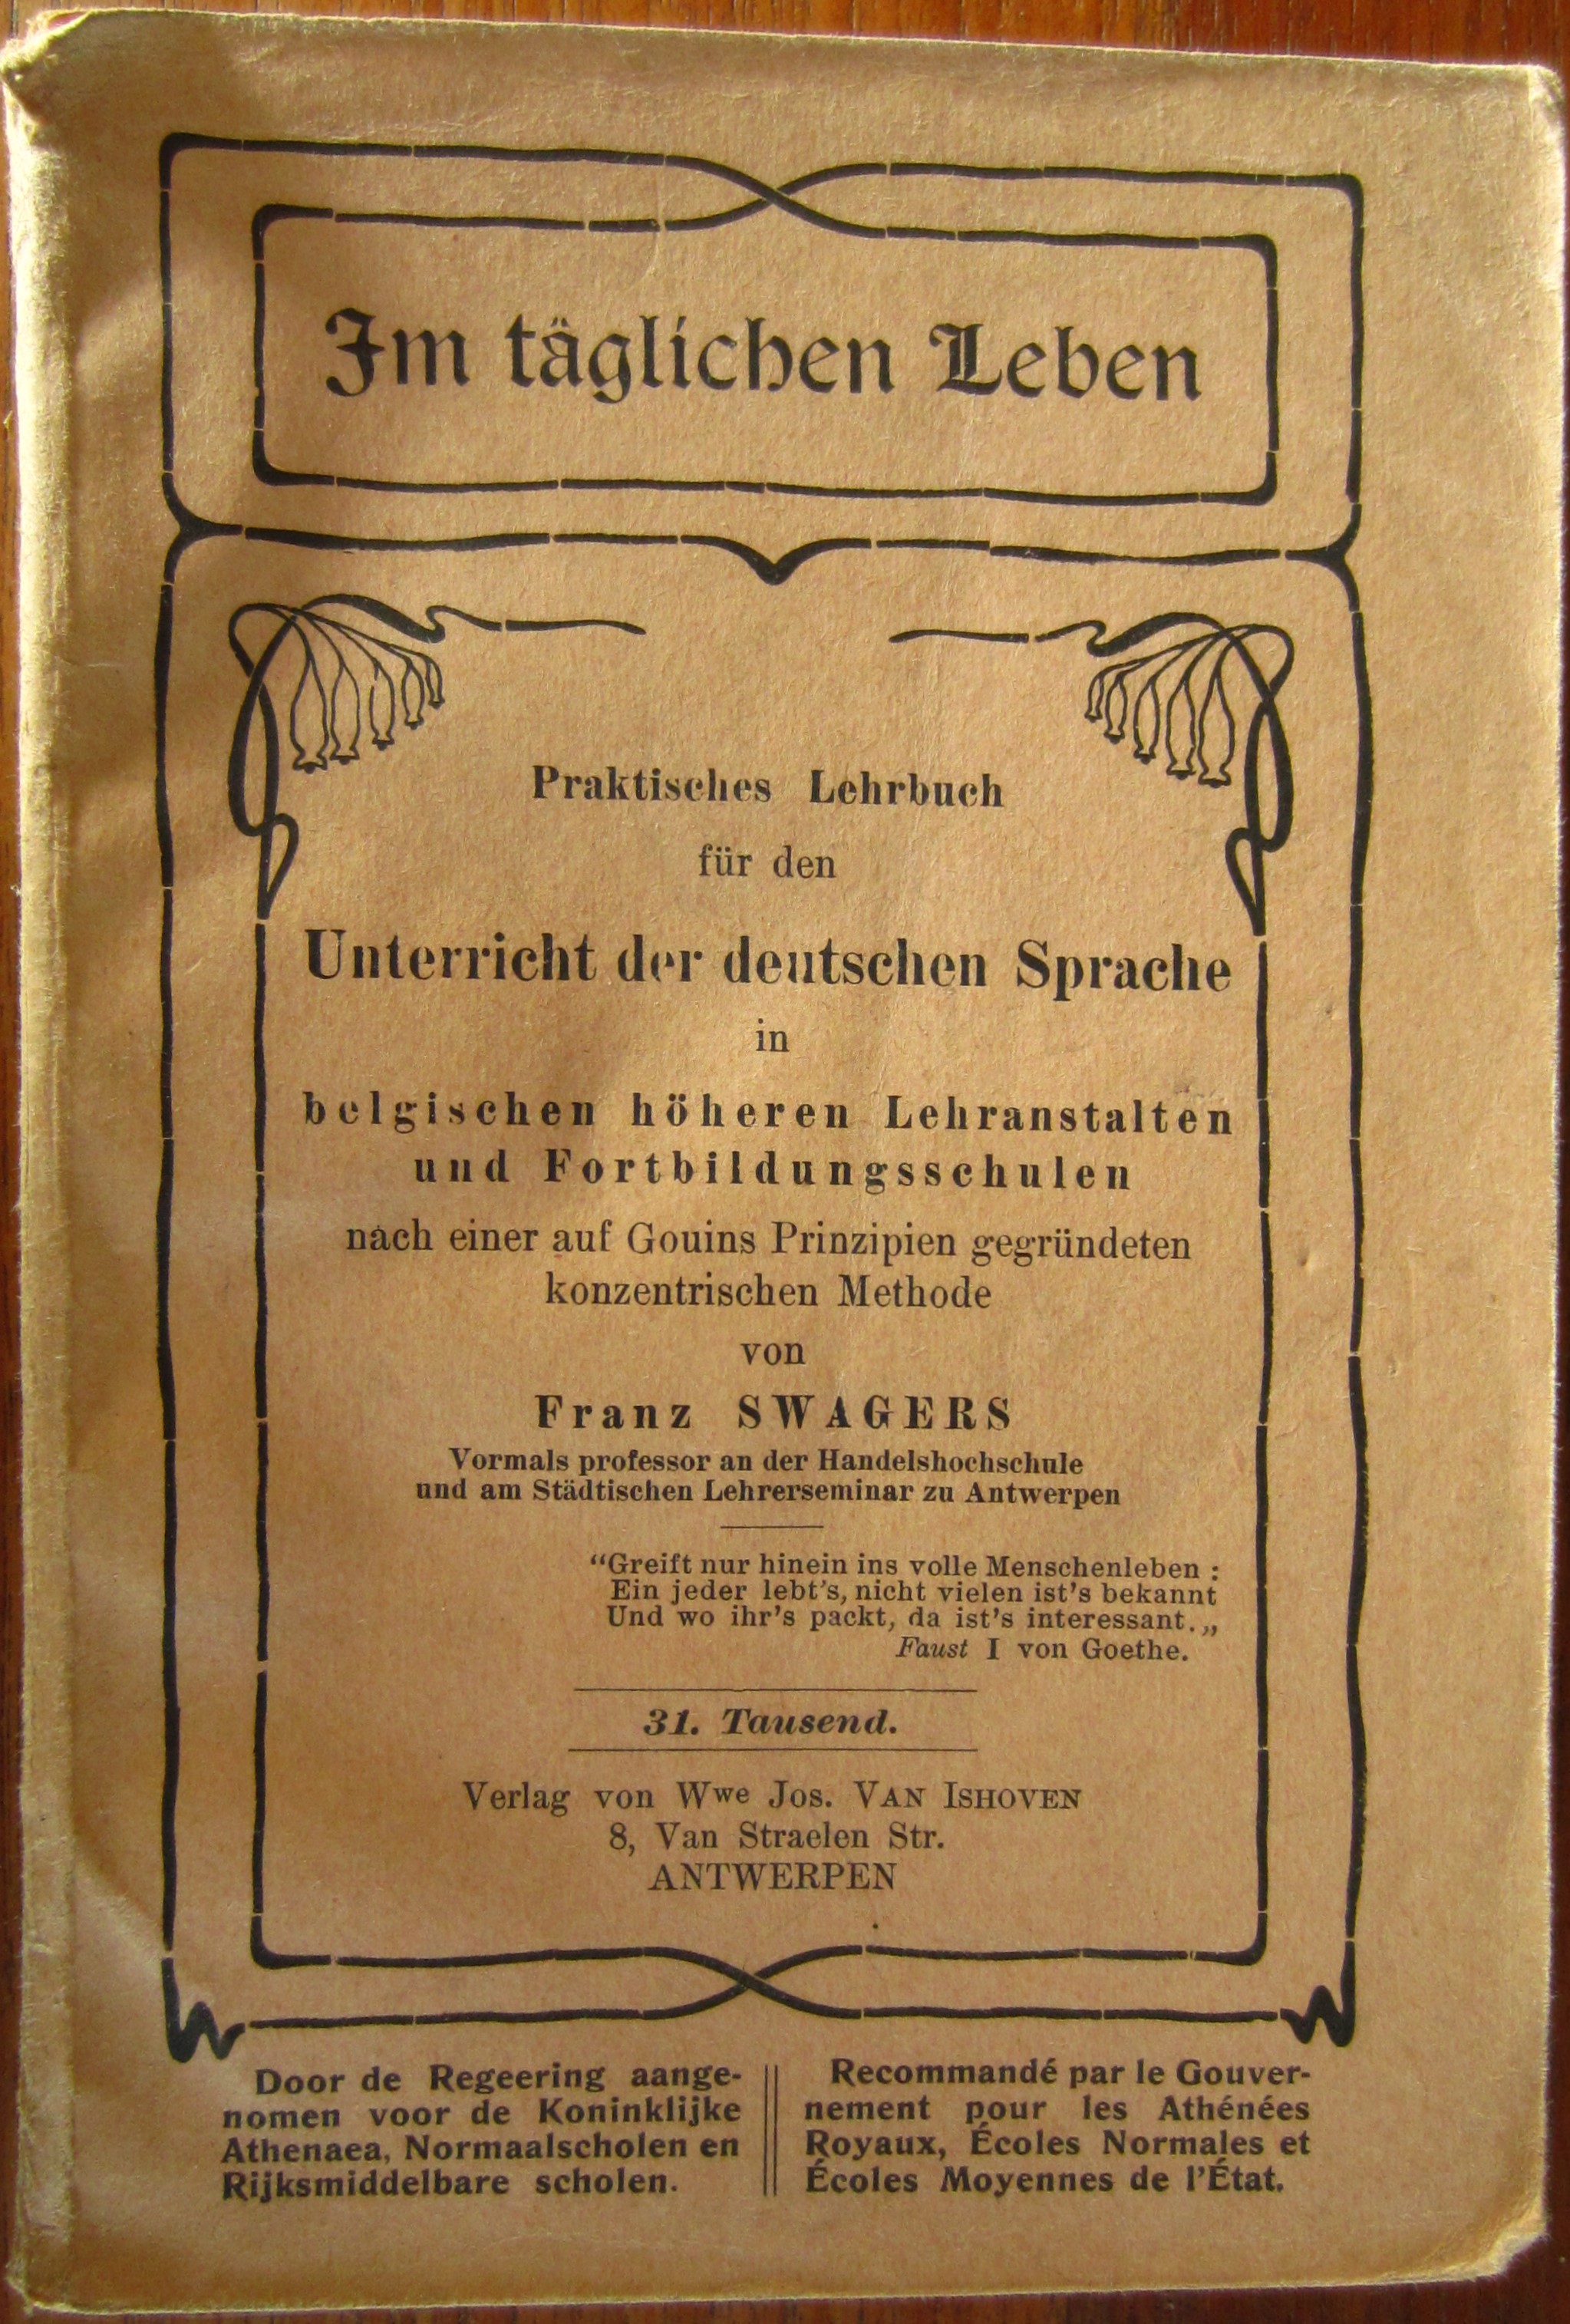 Im täglichen Leben
Praktisches Lehrbuch
für den
Unterricht der deutschen Sprache
in
belgischen höheren Lehranstalten
und Fortbildungsschulen
nach einer auf Gouins Prinzipien gegründeten
konzentrischen Methode
von
Franz SWAGERS
Vormals professor an der Handelshochschule
und am Städtischen Lehrerseminar zu Antwerpen
“Greift nur hinein ins volle Menschenleben :
Ein jeder lebt's, nicht vielen ist's bekannt
Und wo ihr's packt, da ist's interessant.„
Faust I von Goethe.
31. Tausend.
Verlag von Wwe Jos. VAN ISHOVEN
8, Van Straelen Str.
ANTWERPEN
Door de Regeering aange-
nomen voor de Koninklijke
Athenaea, Normaalscholen en
Rijksmiddelbare scholen.
Recommandé par le Gouver-
nement pour les Athénées
Royaux, Écoles Normales et
Écoles Moyennes de l'État.